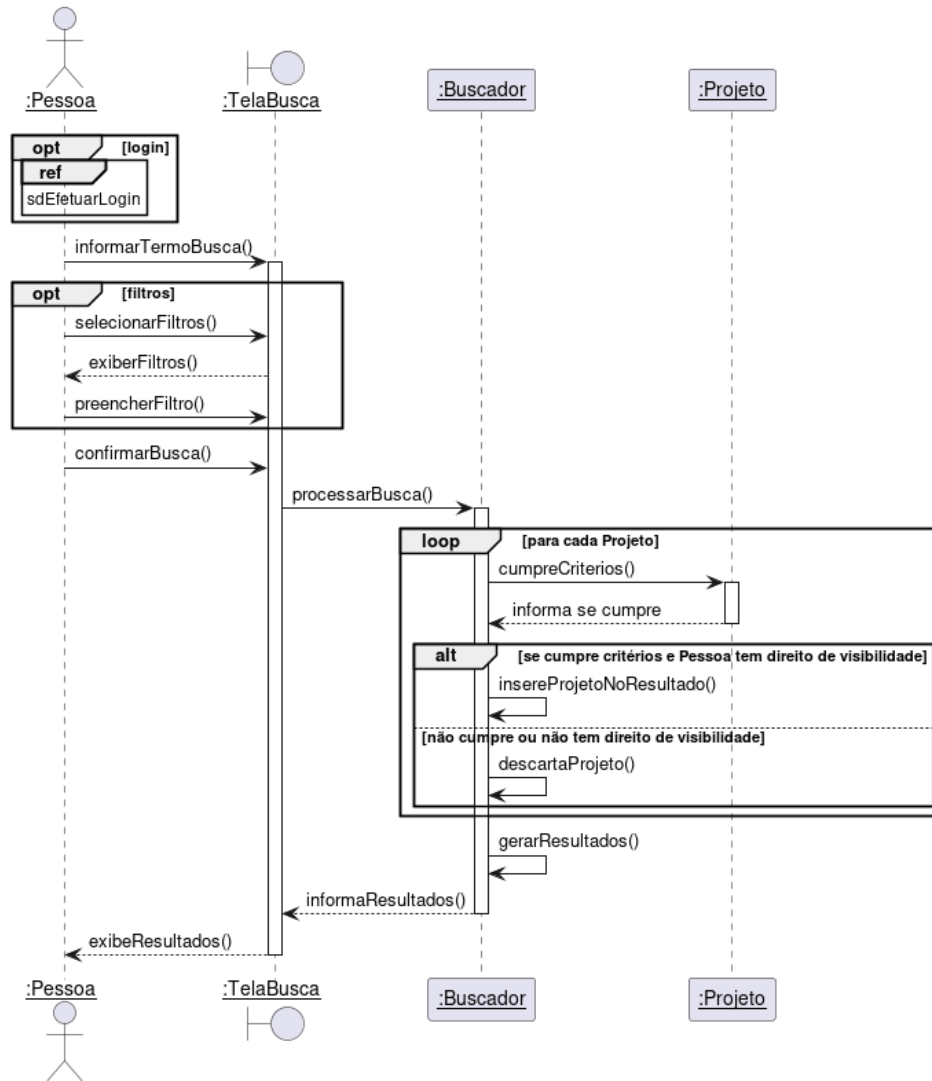 :Pessoa
:TelaBusca
:Buscador
:Projeto
opt [login]
ref
sdEfetuarLogin
informarTermoBusca()
opt [filtros]
selecionarFiltros()
exiberFiltros()
preencherFiltro()
confirmarBusca()
processarBusca()
loop [para cada Projeto]
cumpreCriterios()
informa se cumpre
alt [se cumpre critérios e Pessoa tem direito de visibilidade]
insereProjetoNoResultado()
[não cumpre ou não tem direito de visibilidade]
descartaProjeto()
gerarResultados()
informaResultados()
exibeResultados()
:Pessoa
:TelaBusca
:Buscador
:Projeto